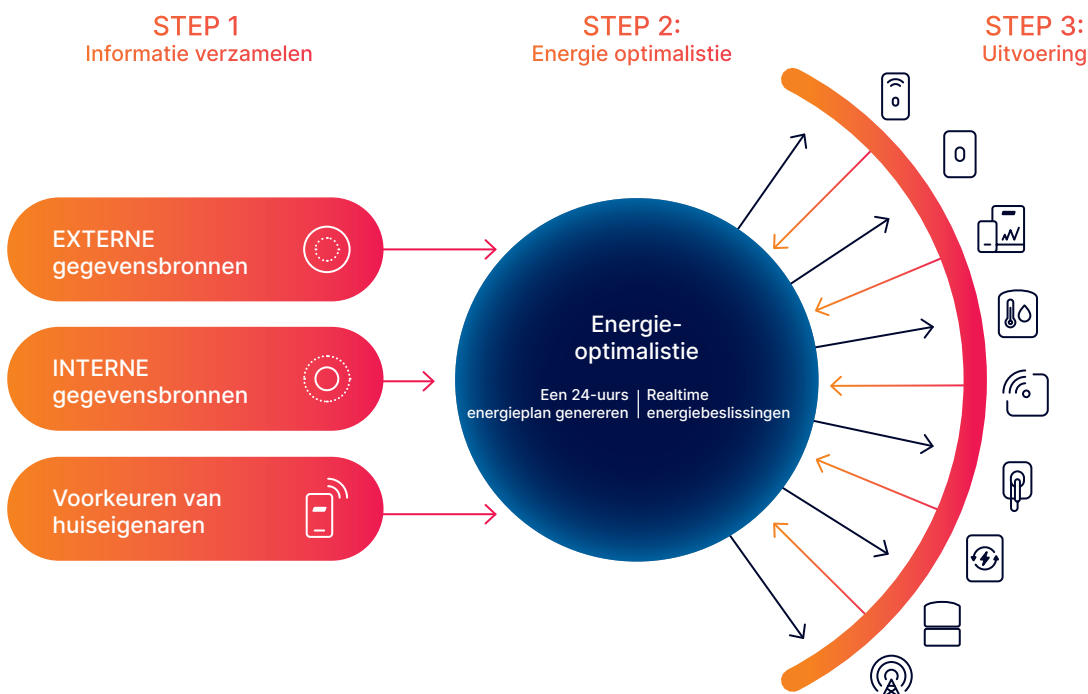 STEP 1
Informatie verzamelen
STEP 2:
Energie optimalistie
STEP 3:
Uitvoering
EXTERNE
gegevensbronnen
INTERNE
gegevensbronnen
Voorkeuren van
huiseigenaren
Energie-
optimalistie
Een 24-uurs
energieplan genereren
Realtime
energiebeslissingen